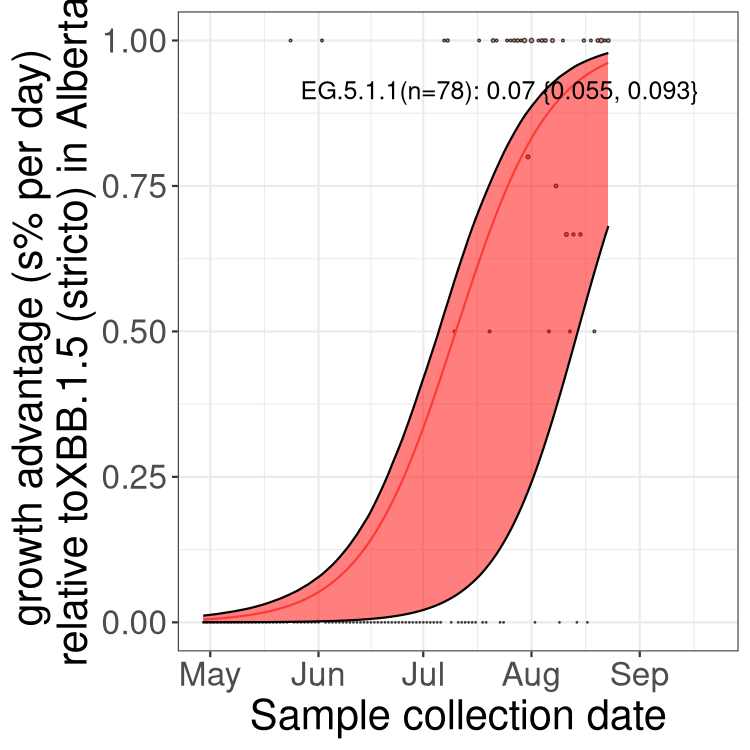 growth advantage (s% per day)
relative toXBB.1.5 (stricto) in Alberta
1.00
0.75
0.50
0.25
0.00
EG.5.1.1(n=78): 0.07 {0.055, 0.093}
May Jun Jul Aug Sep
Sample collection date